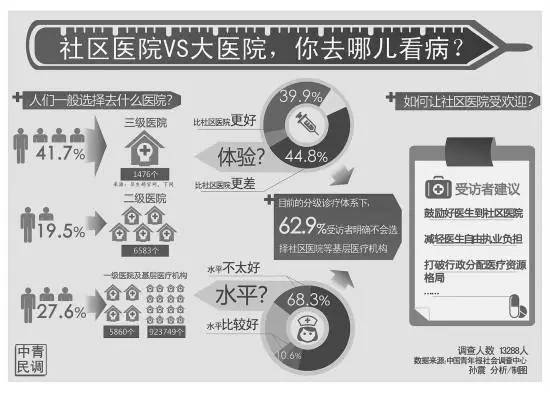 社区医院VS大医院，你去哪儿看病？
人们一般选择去什么医院？
三级医院
41.7%
1476个
二级医院
19.5%
6583个
一级医院及基层医疗机构
27.6%
5860个
923749个
39.9%
比社区医院更好
体验？
44.8%
比社区医院更差
目前的分级诊疗体系下，
62.9%受访者明确不会选
择社区医院等基层医疗机构
水平不太好
68.3%
水平？
水平比较好
10.6%
如何让社区医院受欢迎？
受访者建议
鼓励好医生到社区医院
减轻医生自由执业负担
打破行政分配医疗资源
格局
……
中青
民调
调查人数 13288人
数据来源：中国青年报社会调查中心
孙震 分析/制图